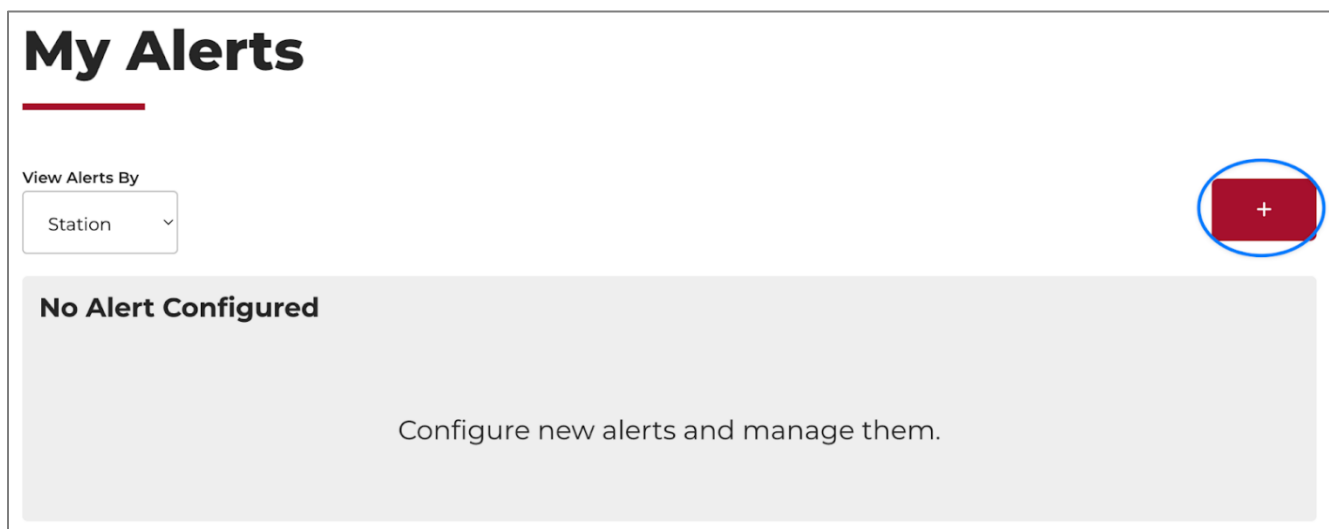 My Alerts
View Alerts By
Station
+
No Alert Configured
Configure new alerts and manage them.